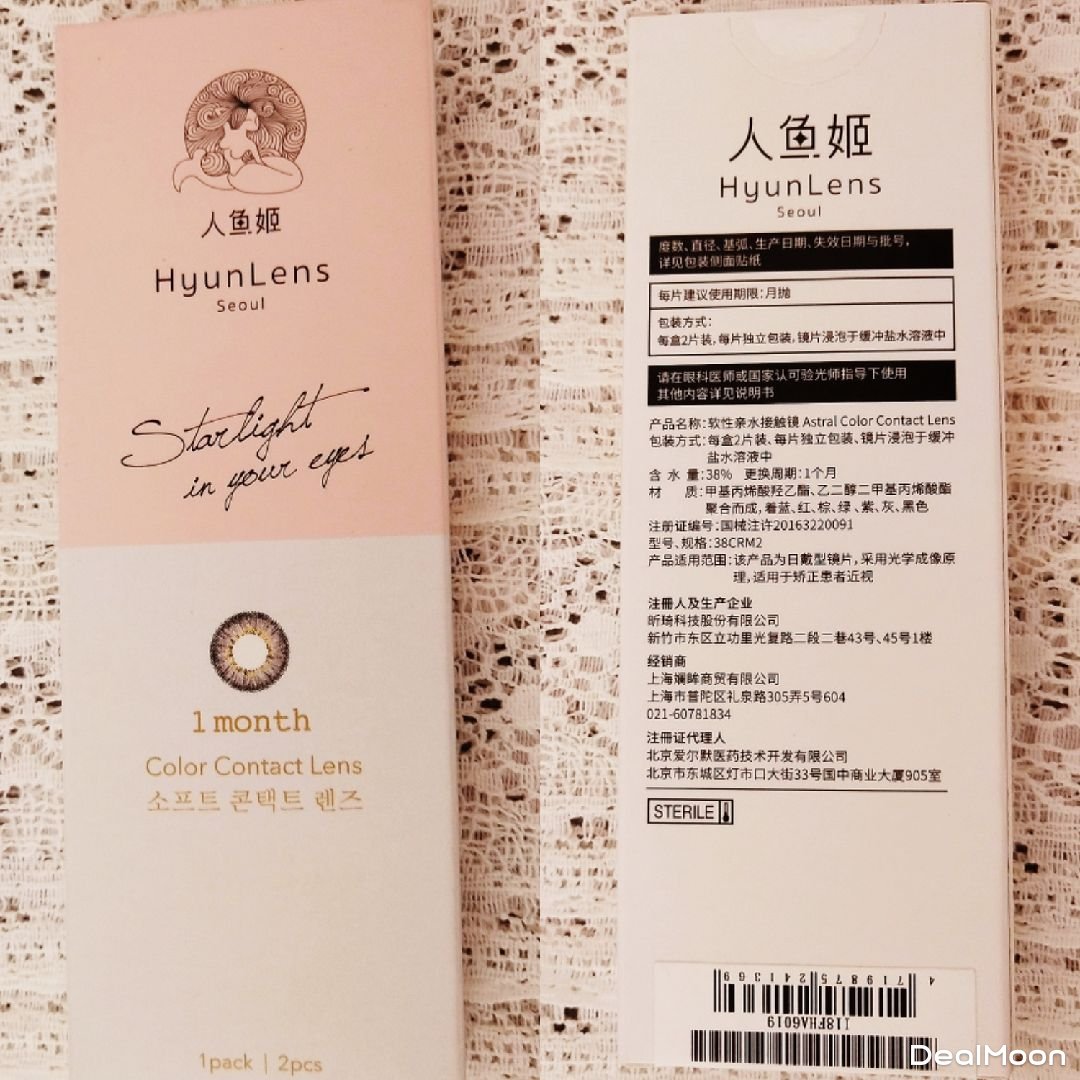 人鱼姬
HyunLens
Seoul
Starlight
in your eyes
1 month
Color Contact Lens
소프트 콘택트 렌즈
1pack | 2pcs
人鱼姬
HyunLens
Seoul
度数、直径、基弧、生产日期、失效日期与批号,
详见包装侧面贴纸
每片建议使用期限:月抛
包装方式:
每盒2片装,每片独立包装,镜片浸泡于缓冲盐水溶液中
请在眼科医师或国家认可验光师指导下使用
其他内容详见说明书
产品名称:软性亲水接触镜 Astral Color Contact Lens
包装方式:每盒2片装、每片独立包装、镜片浸泡于缓冲
盐水溶液中
含水量:38% 更换周期:1个月
材质:甲基丙烯酸羟乙酯、乙二醇二甲基丙烯酸酯
聚合而成,着蓝、红、棕、绿、紫、灰、黑色
注册证编号:国械注许20163220091
型号、规格:38CRM2
产品适用范围:该产品为日戴型镜片,采用光学成像原
理,适用于矫正患者近视
注册人及生产企业
昕琦科技股份有限公司
新竹市东区立功里光复路二段二巷43号、45号1楼
经销商
上海斓眸商贸有限公司
上海市普陀区礼泉路305弄5号604
021-60781834
注册证代理人
北京爱尔默医药技术开发有限公司
北京市东城区灯市口大街33号国中商业大厦905室
STERILE
4 719877 241369
I18FHA6019
DealMoon